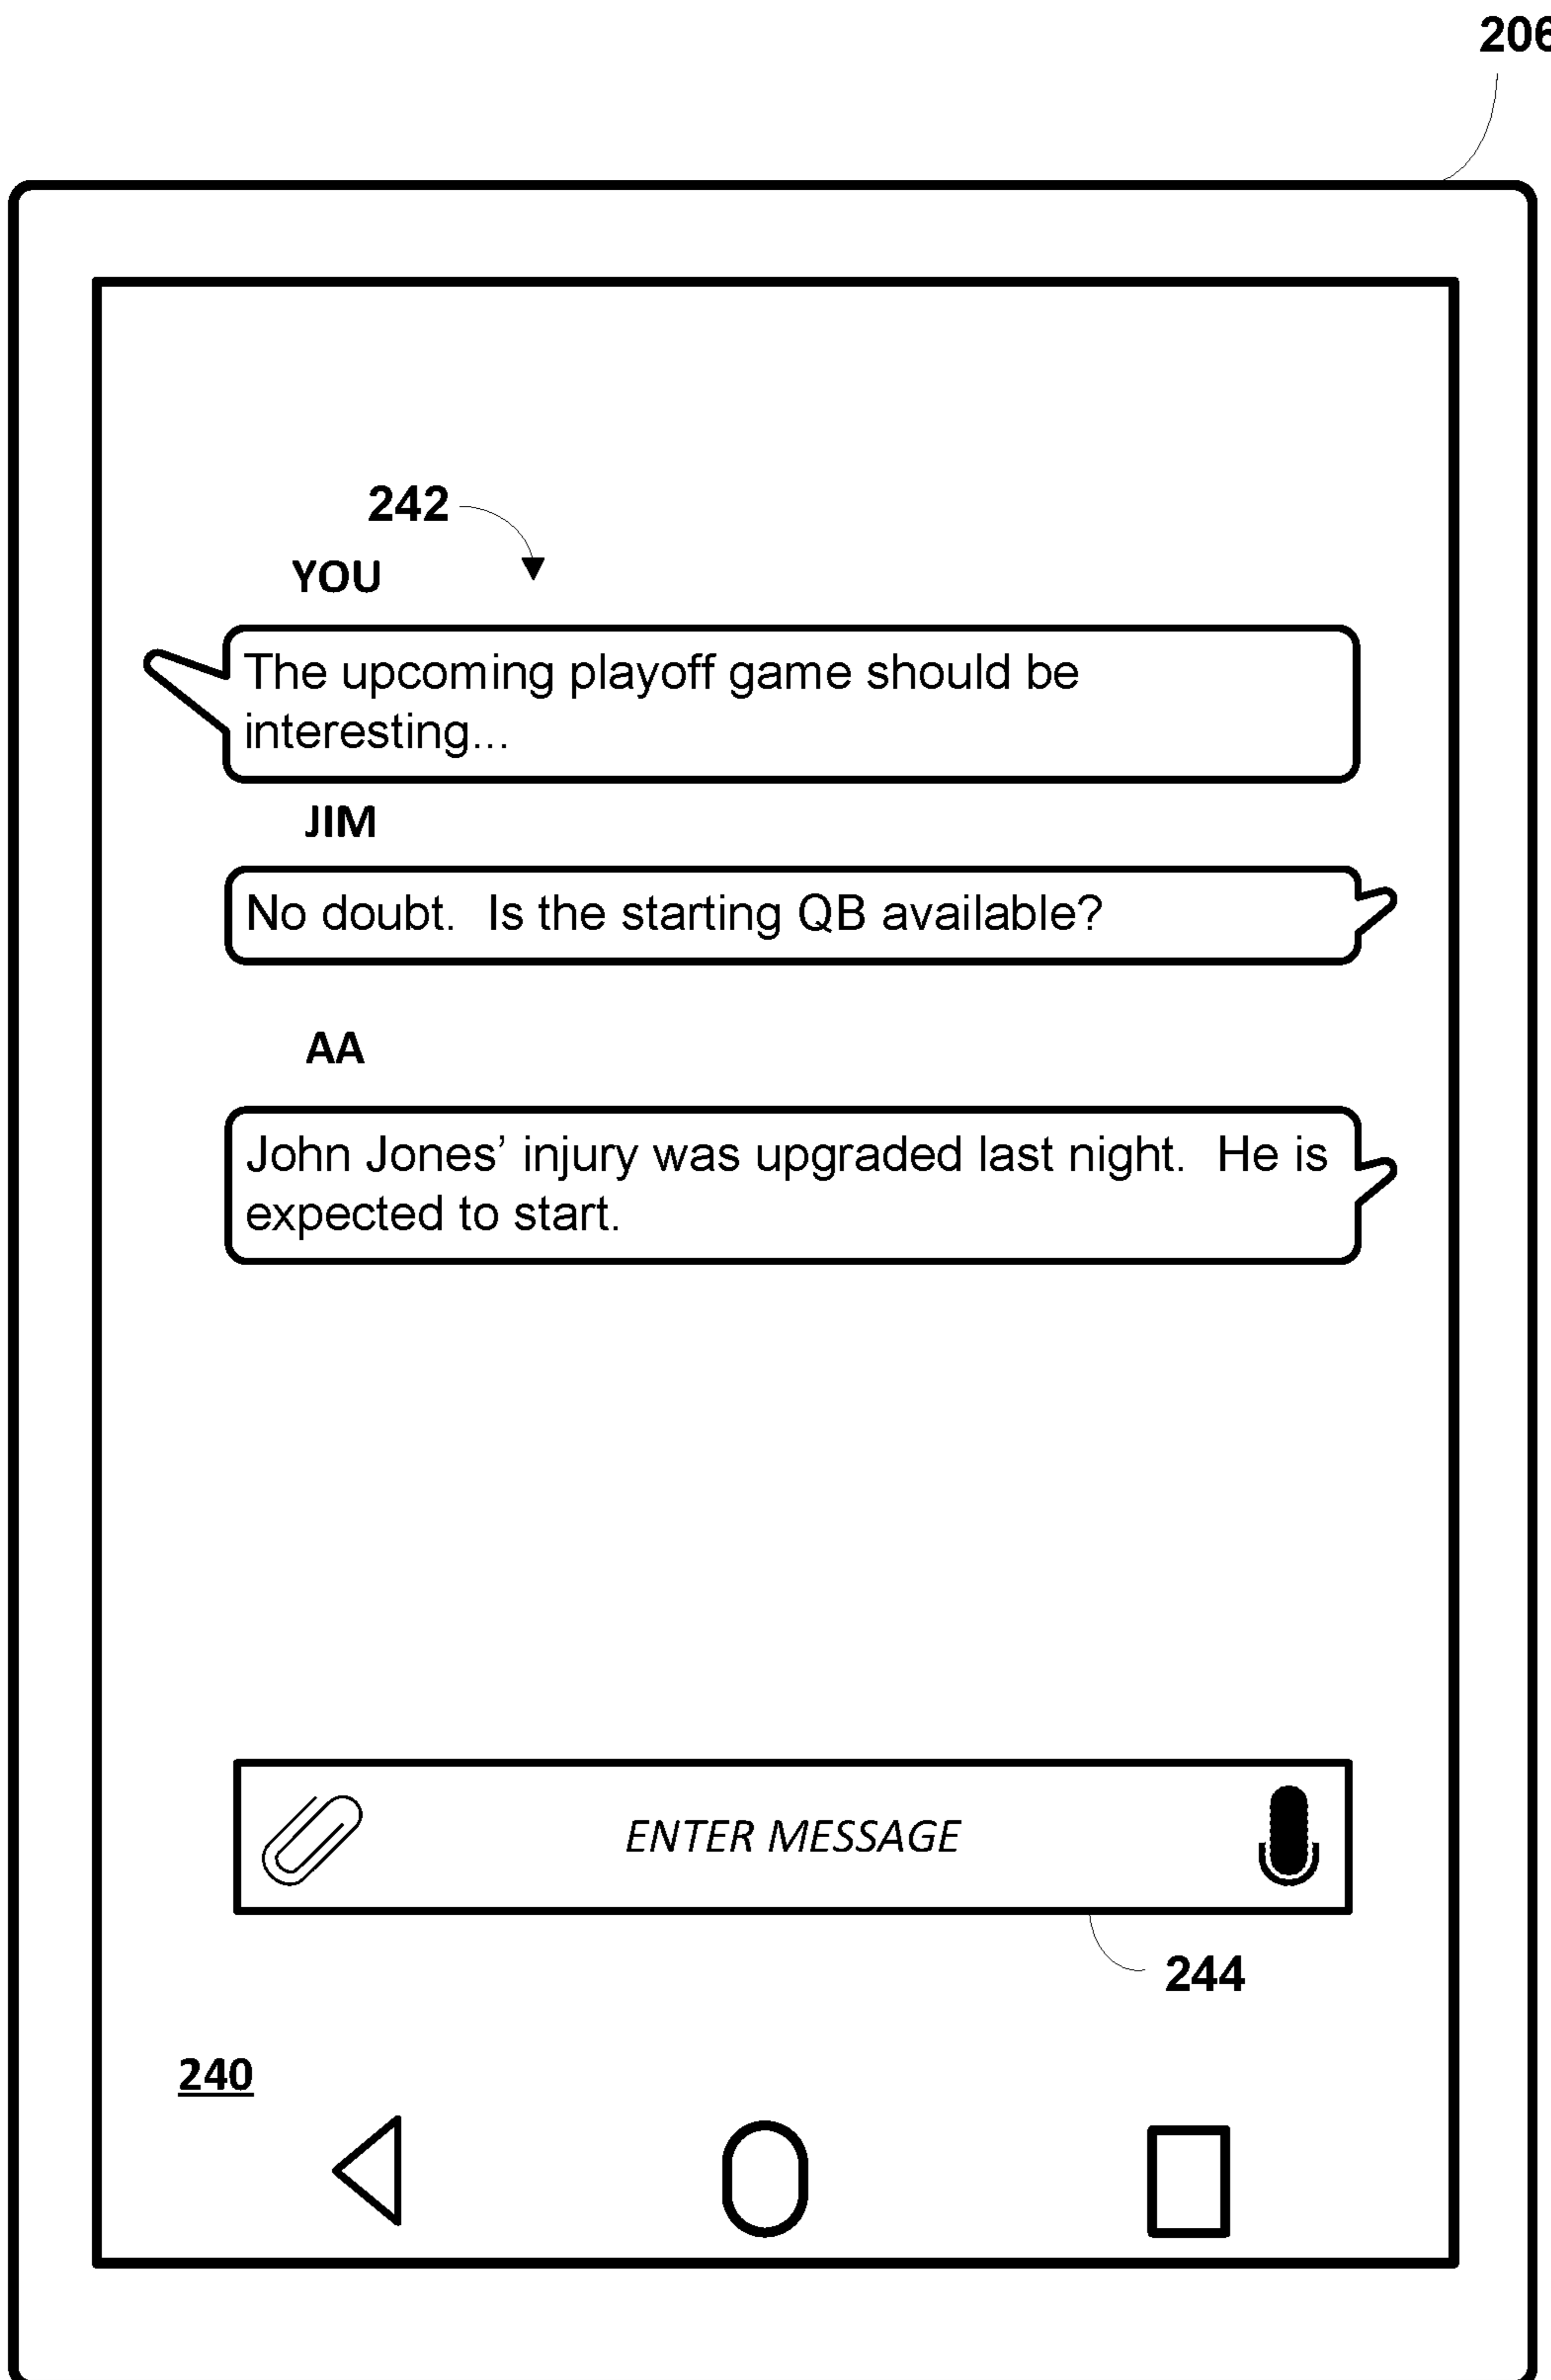 206
242
YOU
The upcoming playoff game should be
interesting...
JIM
No doubt.  Is the starting QB available?
AA
John Jones’ injury was upgraded last night.  He is
expected to start.
ENTER MESSAGE
244
240